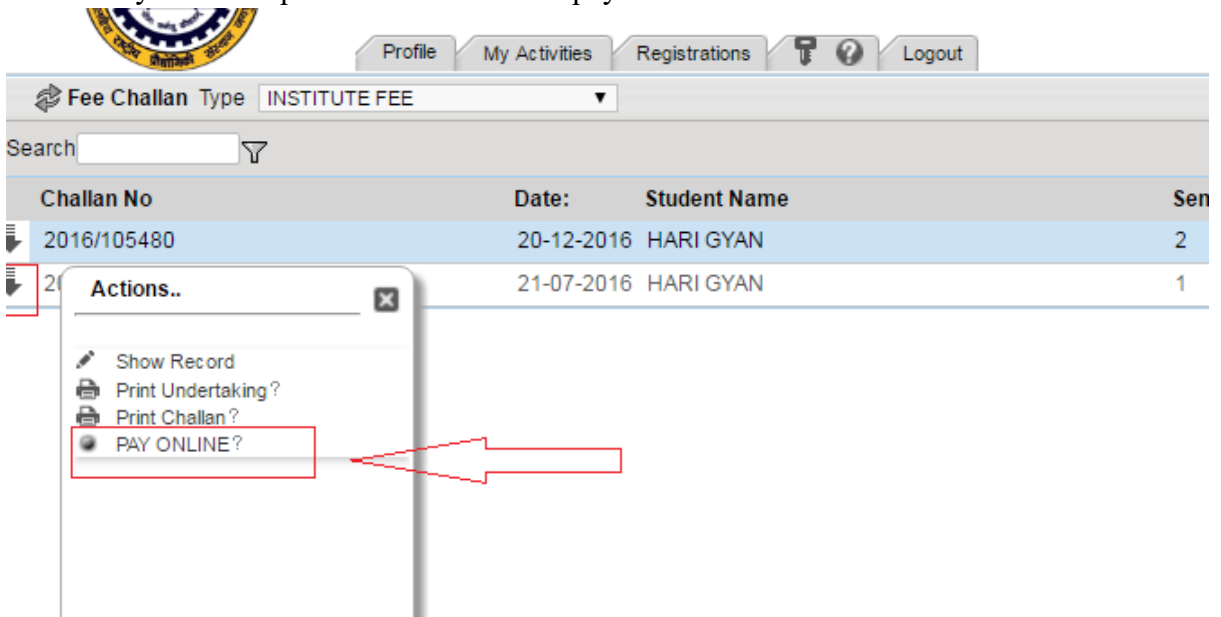 Profile My Activities Registrations Logout
Fee Challan Type INSTITUTE FEE
Search
Challan No Date: Student Name
2016/105480 20-12-2016 HARI GYAN 2
21-07-2016 HARI GYAN 1
Actions..
Show Record
Print Undertaking?
Print Challan?
PAY ONLINE?